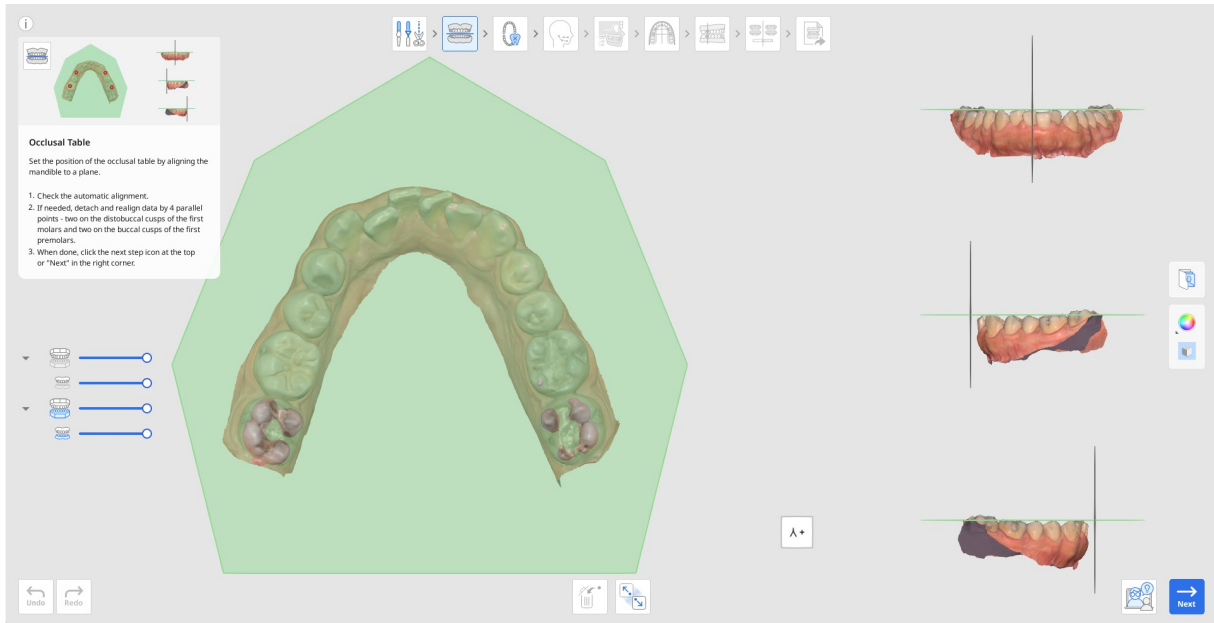 Occlusal Table
Set the position of the occlusal table by aligning the
mandible to a plane.
1. Check the automatic alignment.
2. If needed, detach and realign data by 4 parallel
points - two on the distobuccal cusps of the first
molars and two on the buccal cusps of the first
premolars.
3. When done, click the next step icon at the top
or "Next" in the right corner.
Undo
Redo
Next